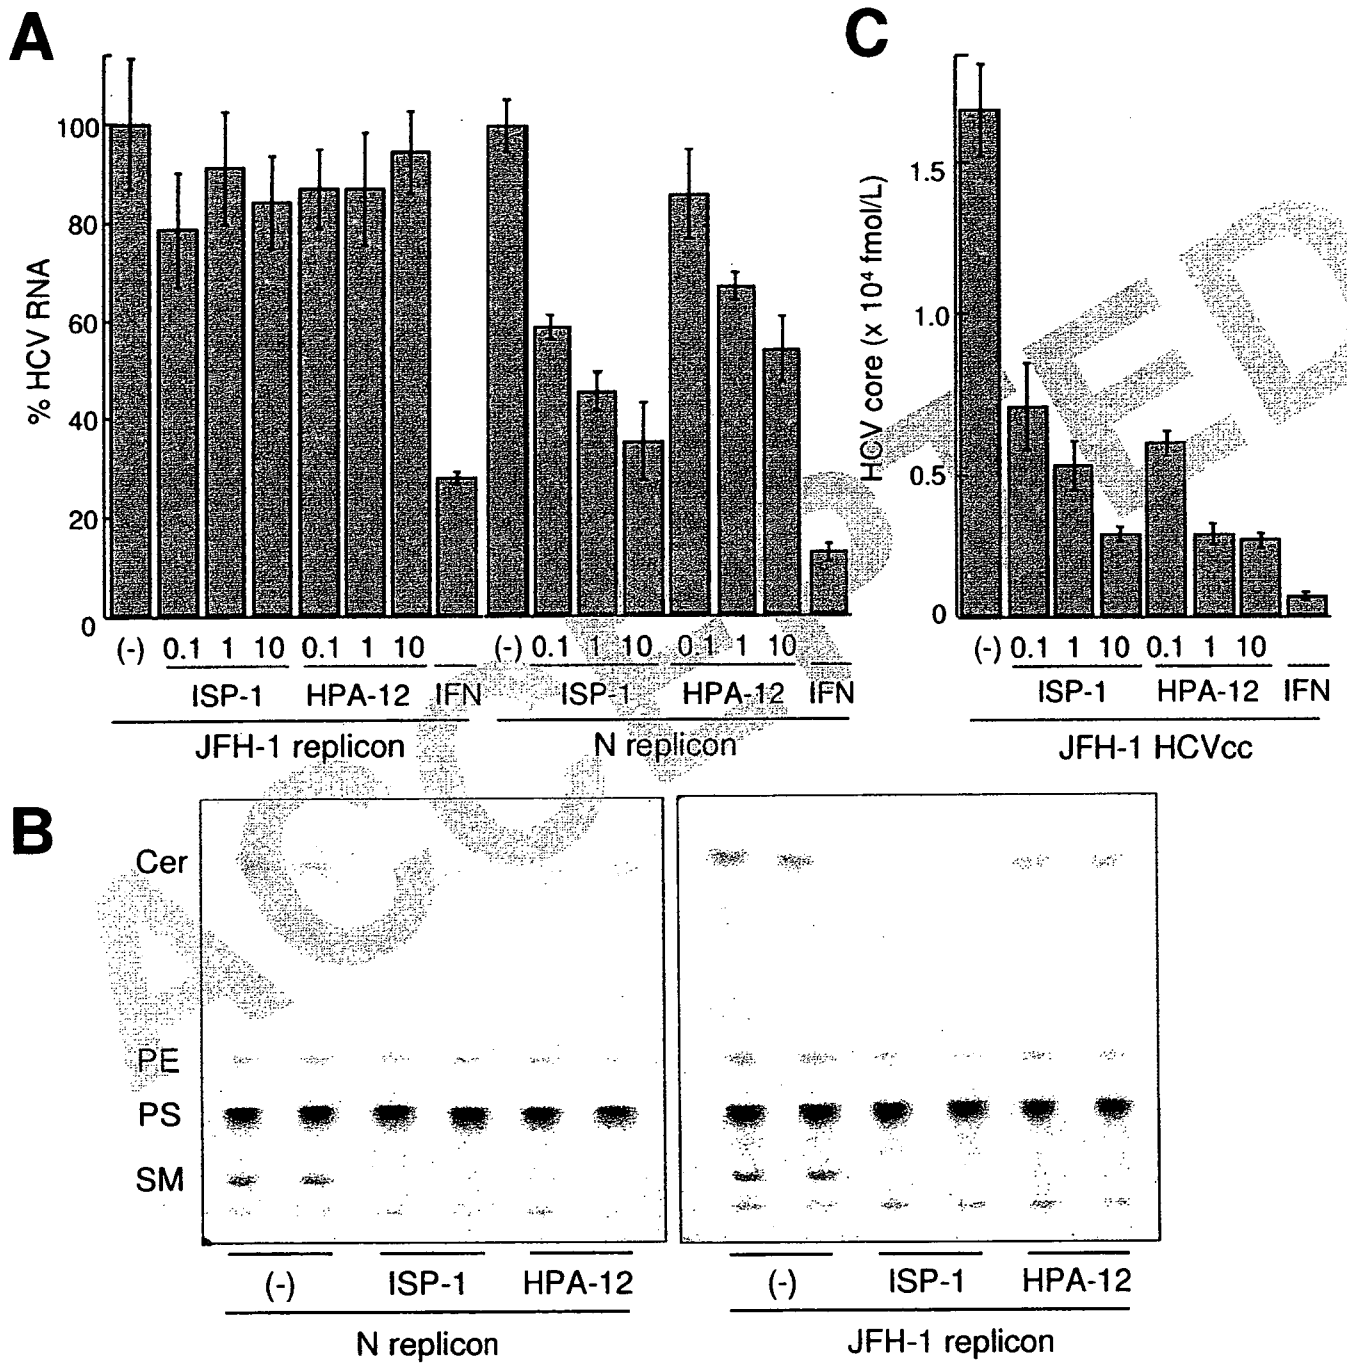 A
C
% HCV RNA
100
80
60
40
20
0
(-) 0.1 1 10 0.1 1 10
ISP-1 HPA-12 IFN
JFH-1 replicon
(-) 0.1 1 10 0.1 1 10
ISP-1 HPA-12 IFN
N replicon
HCV core (x 10⁴ fmol/L)
1.5
1.0
0.5
0
(-) 0.1 1 10 0.1 1 10
ISP-1 HPA-12 IFN
JFH-1 HCVcc
B
Cer
PE
PS
SM
(-) ISP-1 HPA-12
N replicon
(-) ISP-1 HPA-12
JFH-1 replicon
ACCEPTED